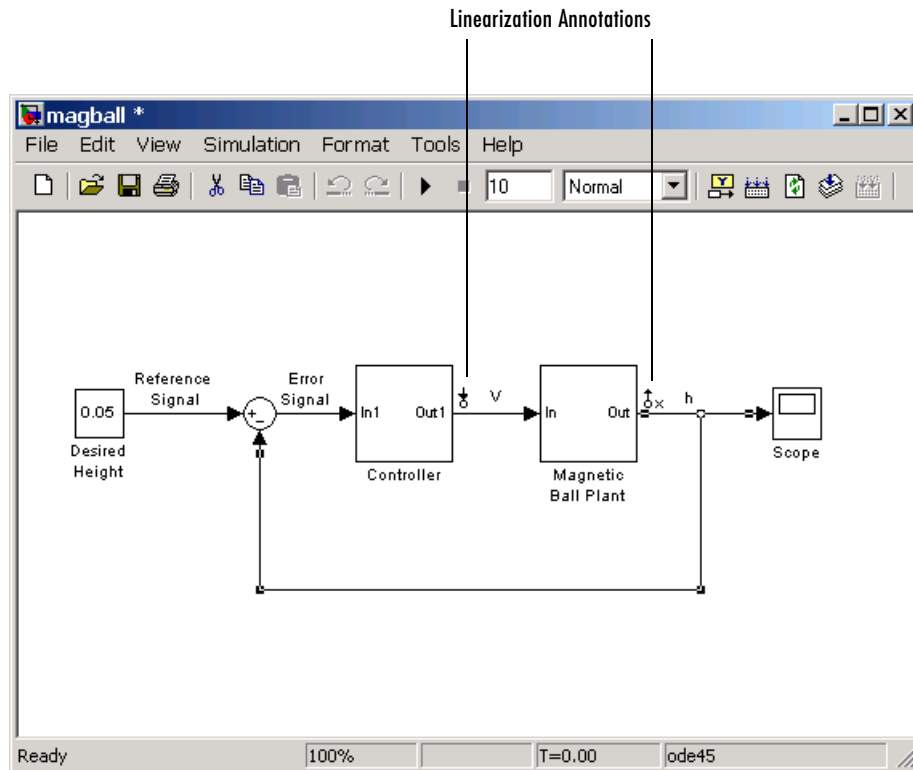 Linearization Annotations
magball *
File Edit View Simulation Format Tools Help
10 Normal
Reference
Signal
Error
Signal
0.05
+
−
In1 Out1
V
In Out
x
h
Desired
Height
Controller
Magnetic
Ball Plant
Scope
Ready 100% T=0.00 ode45